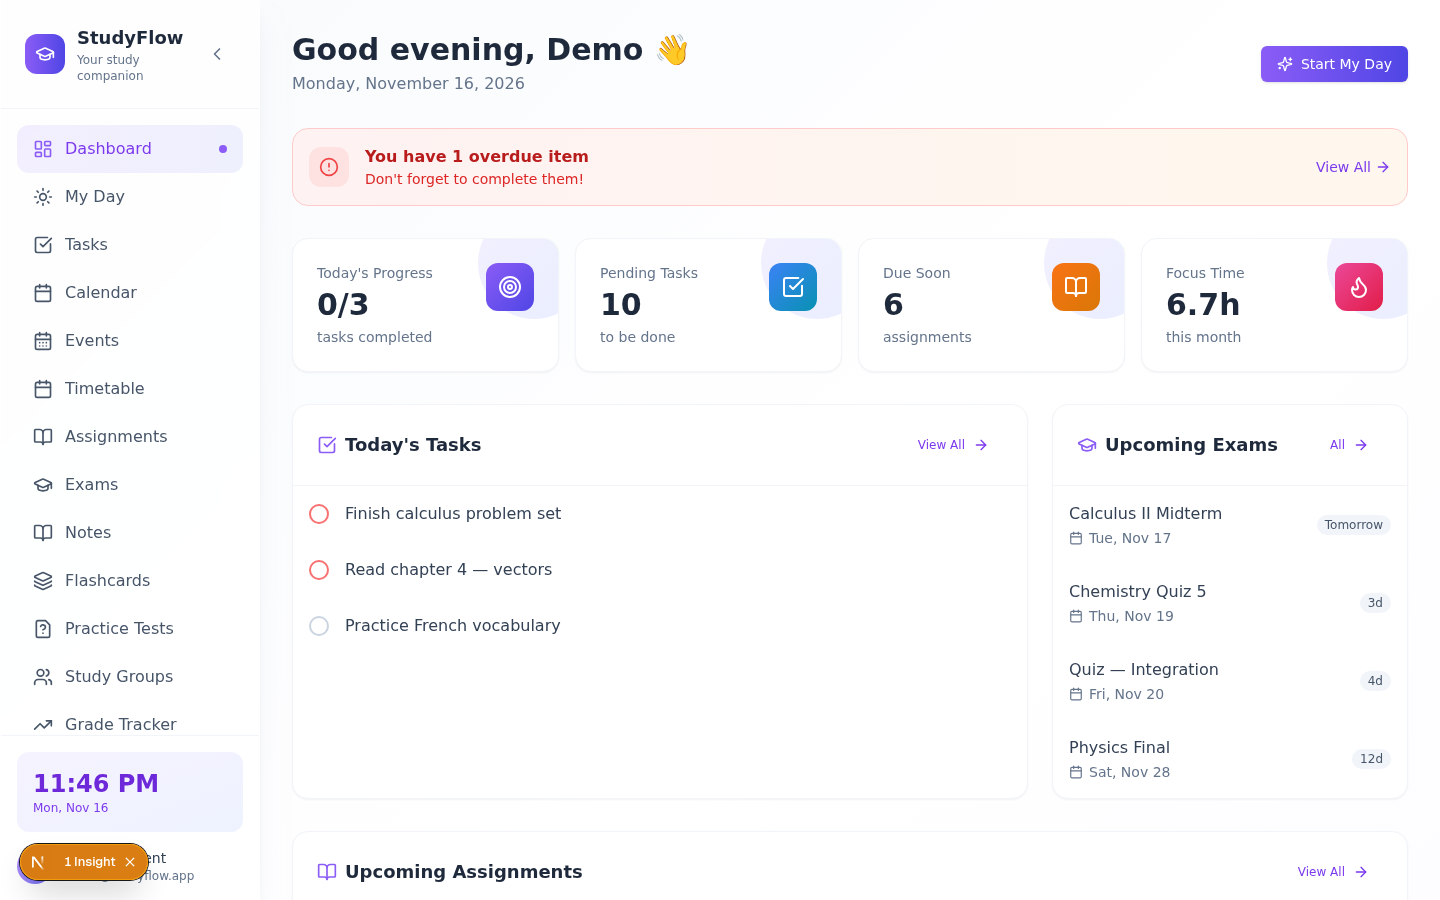 StudyFlow
Your study
companion
Dashboard
My Day
Tasks
Calendar
Events
Timetable
Assignments
Exams
Notes
Flashcards
Practice Tests
Study Groups
Grade Tracker
11:46 PM
Mon, Nov 16
1 Insight
Good evening, Demo 👋
Monday, November 16, 2026
Start My Day
You have 1 overdue item
Don't forget to complete them!
View All
Today's Progress
0/3
tasks completed
Pending Tasks
10
to be done
Due Soon
6
assignments
Focus Time
6.7h
this month
Today's Tasks
View All
Finish calculus problem set
Read chapter 4 — vectors
Practice French vocabulary
Upcoming Exams
All
Calculus II Midterm
Tue, Nov 17
Tomorrow
Chemistry Quiz 5
Thu, Nov 19
3d
Quiz — Integration
Fri, Nov 20
4d
Physics Final
Sat, Nov 28
12d
Upcoming Assignments
View All